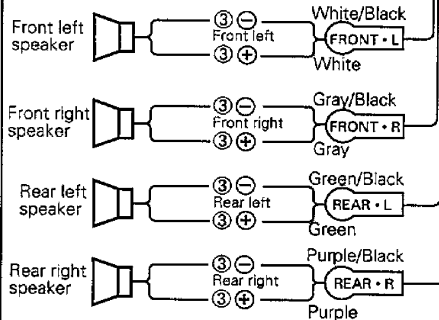 White/Black
Front left
speaker
③ ⊖
Front left
③ ⊕
FRONT • L
White
Gray/Black
Front right
speaker
③ ⊖
Front right
③ ⊕
FRONT • R
Gray
Green/Black
Rear left
speaker
③ ⊖
Rear left
③ ⊕
REAR • L
Green
Purple/Black
Rear right
speaker
③ ⊖
Rear right
③ ⊕
REAR • R
Purple